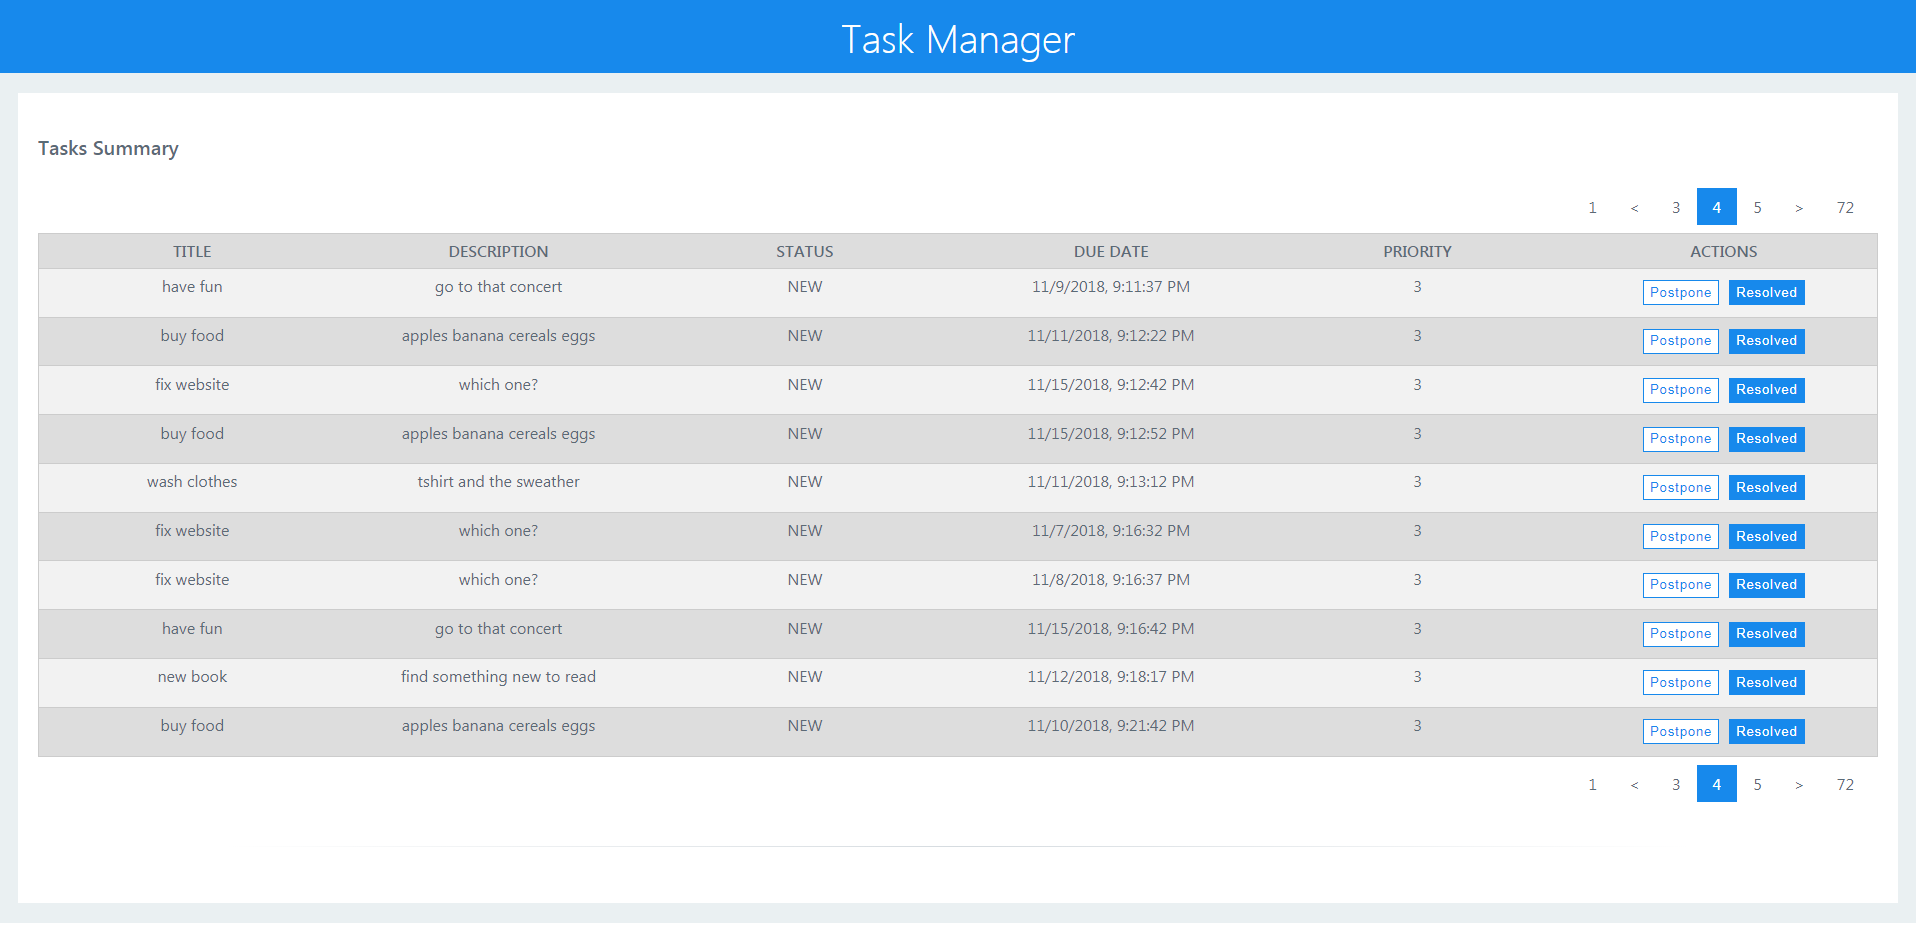 Task Manager
Tasks Summary
1 < 3 4 5 > 72
TITLE DESCRIPTION STATUS DUE DATE PRIORITY ACTIONS
have fun go to that concert NEW 11/9/2018, 9:11:37 PM 3 Postpone Resolved
buy food apples banana cereals eggs NEW 11/11/2018, 9:12:22 PM 3 Postpone Resolved
fix website which one? NEW 11/15/2018, 9:12:42 PM 3 Postpone Resolved
buy food apples banana cereals eggs NEW 11/15/2018, 9:12:52 PM 3 Postpone Resolved
wash clothes tshirt and the sweather NEW 11/11/2018, 9:13:12 PM 3 Postpone Resolved
fix website which one? NEW 11/7/2018, 9:16:32 PM 3 Postpone Resolved
fix website which one? NEW 11/8/2018, 9:16:37 PM 3 Postpone Resolved
have fun go to that concert NEW 11/15/2018, 9:16:42 PM 3 Postpone Resolved
new book find something new to read NEW 11/12/2018, 9:18:17 PM 3 Postpone Resolved
buy food apples banana cereals eggs NEW 11/10/2018, 9:21:42 PM 3 Postpone Resolved
1 < 3 4 5 > 72